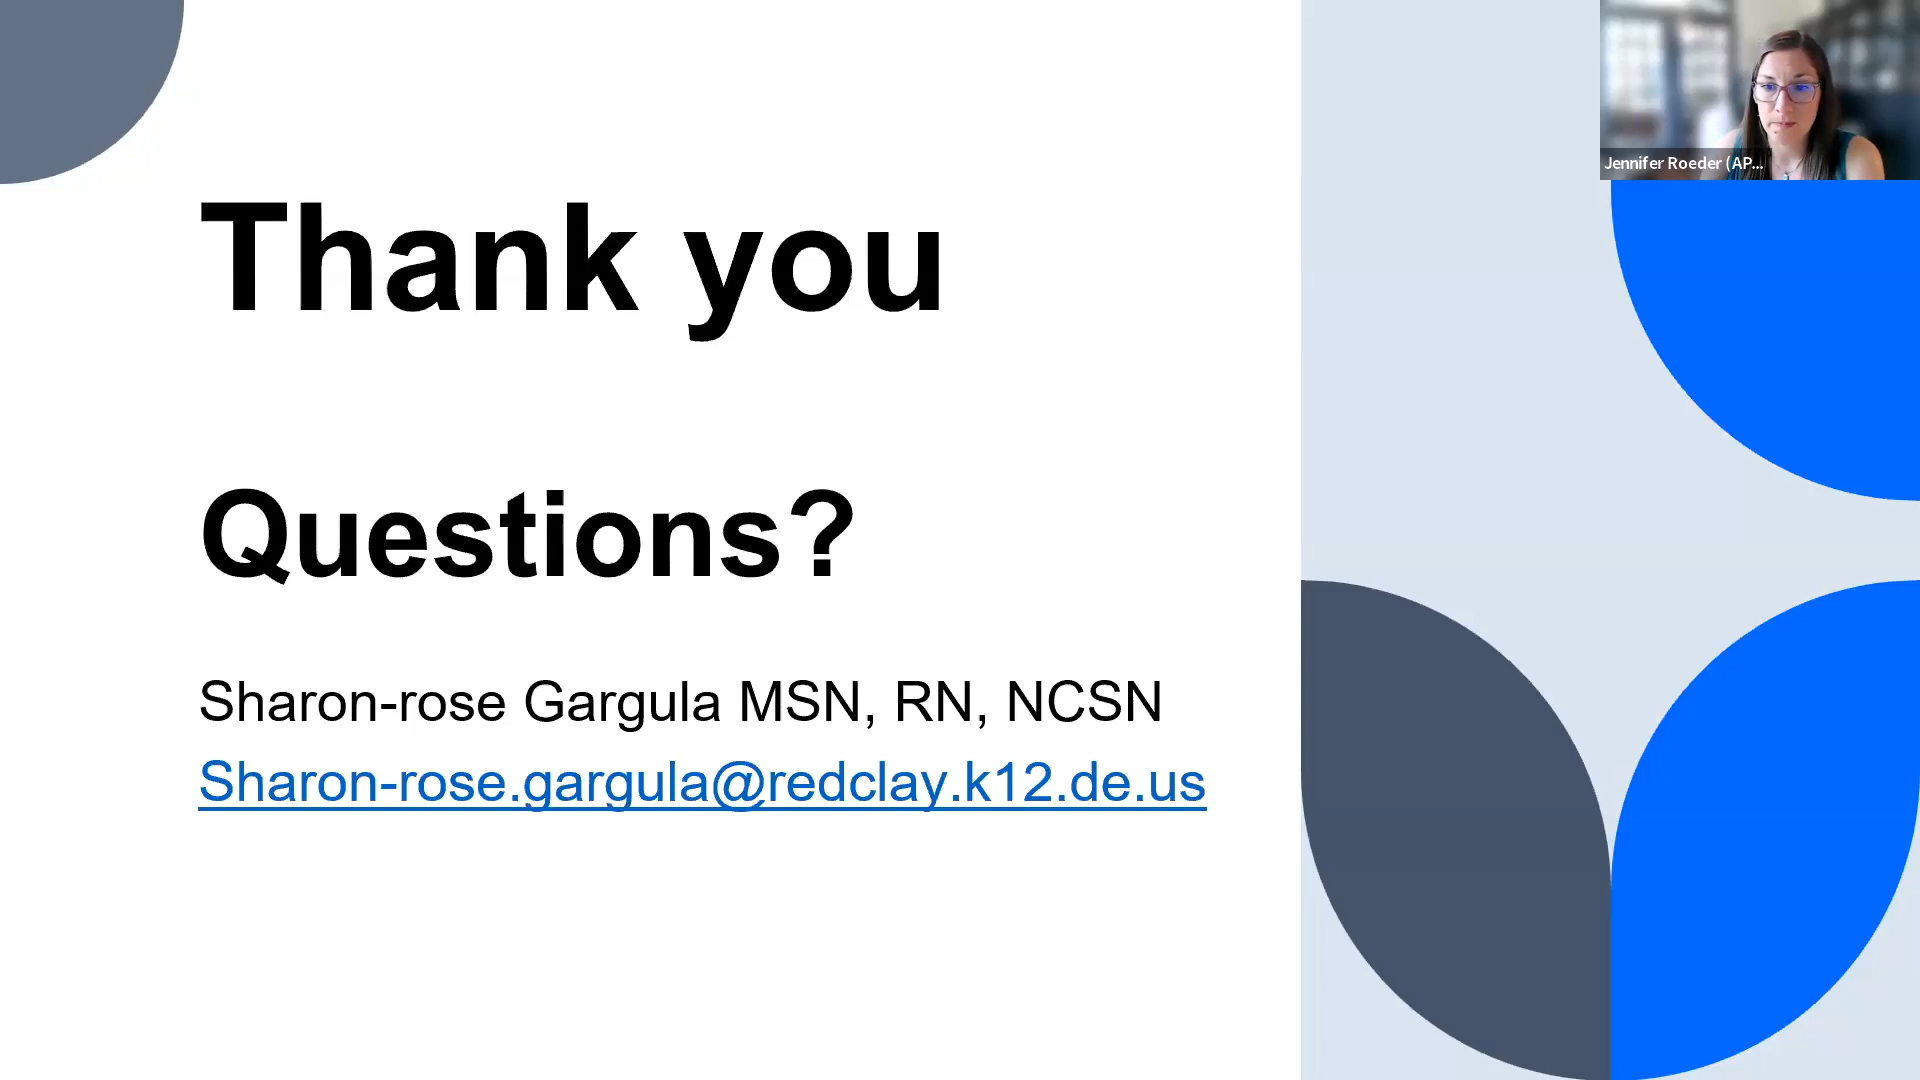 Jennifer Roeder (AP...
Thank you
Questions?
Sharon-rose Gargula MSN, RN, NCSN
Sharon-rose.gargula@redclay.k12.de.us